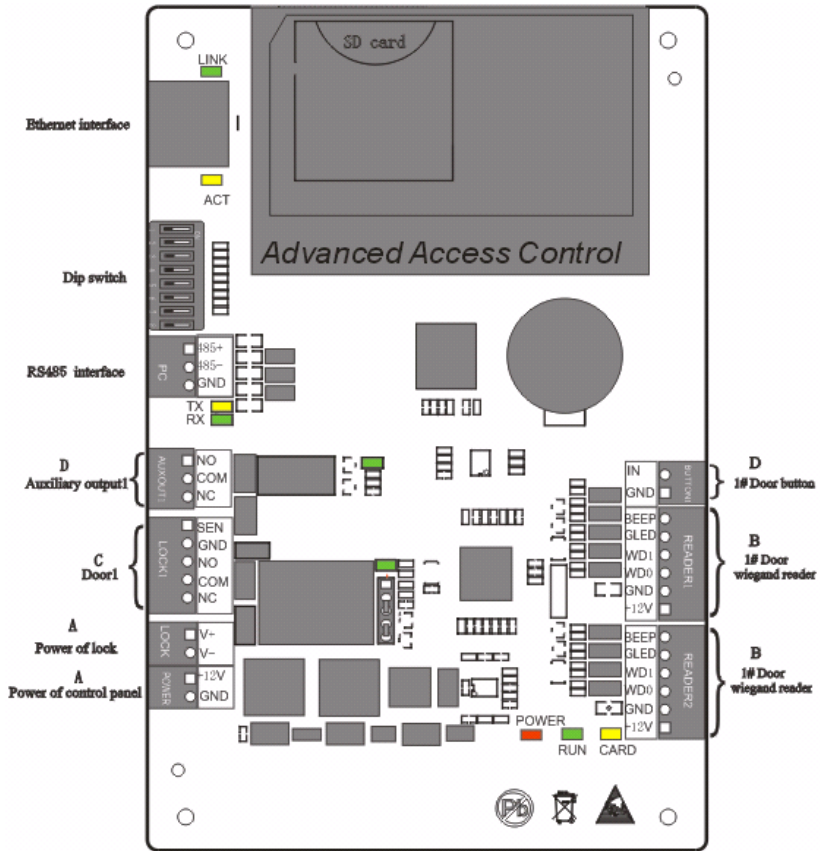 SD card
LINK
Ethernet interface
ACT
Advanced Access Control
Dip switch
RS485 interface
PC
485+
485-
GND
TX
RX
D
Auxiliary output1
AUXOUT1
NO
COM
NC
C
Door1
LOCK1
SEN
GND
NO
COM
NC
A
Power of lock
LOCK
V+
V-
A
Power of control panel
POWER
+12V
GND
IN
GND
BUTTON1
D
1# Door button
BEEP
GLED
WD1
WD0
GND
+12V
READER1
B
1# Door
wiegand reader
BEEP
GLED
WD1
WD0
GND
+12V
READER2
B
1# Door
wiegand reader
POWER
RUN
CARD
Pb